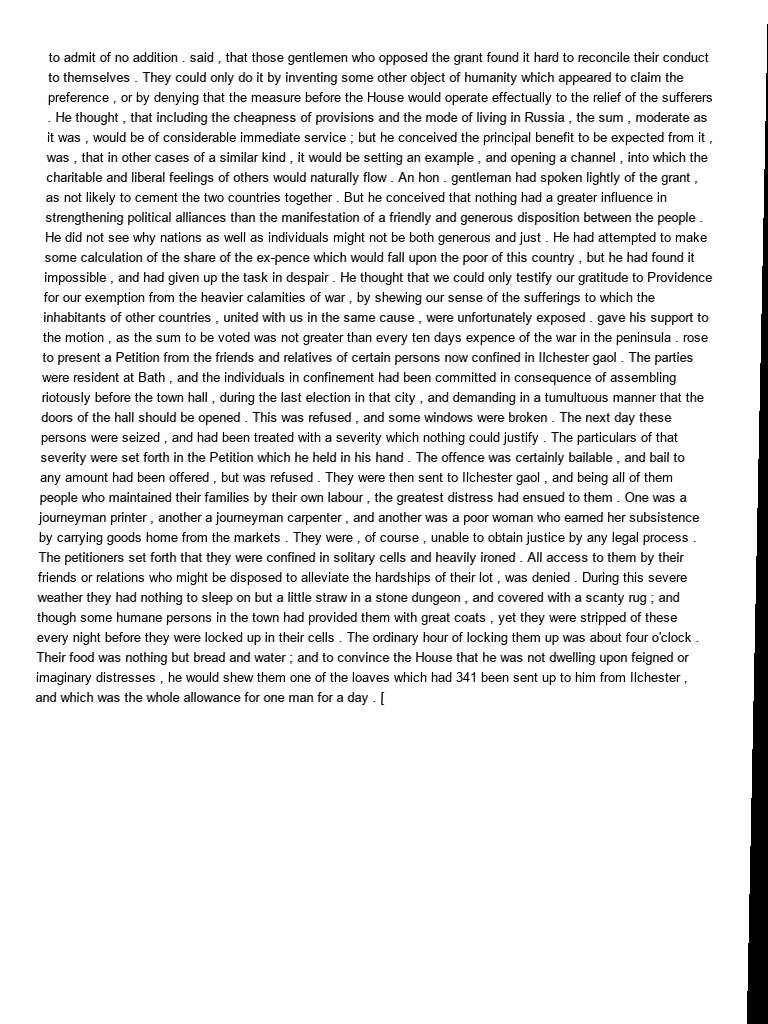 to admit of no addition . said , that those gentlemen who opposed the grant found it hard to reconcile their conduct
to themselves . They could only do it by inventing some other object of humanity which appeared to claim the
preference , or by denying that the measure before the House would operate effectually to the relief of the sufferers
. He thought , that including the cheapness of provisions and the mode of living in Russia , the sum , moderate as
it was , would be of considerable immediate service ; but he conceived the principal benefit to be expected from it ,
was , that in other cases of a similar kind , it would be setting an example , and opening a channel , into which the
charitable and liberal feelings of others would naturally flow . An hon . gentleman had spoken lightly of the grant ,
as not likely to cement the two countries together . But he conceived that nothing had a greater influence in
strengthening political alliances than the manifestation of a friendly and generous disposition between the people .
He did not see why nations as well as individuals might not be both generous and just . He had attempted to make
some calculation of the share of the ex-pence which would fall upon the poor of this country , but he had found it
impossible , and had given up the task in despair . He thought that we could only testify our gratitude to Providence
for our exemption from the heavier calamities of war , by shewing our sense of the sufferings to which the
inhabitants of other countries , united with us in the same cause , were unfortunately exposed . gave his support to
the motion , as the sum to be voted was not greater than every ten days expence of the war in the peninsula . rose
to present a Petition from the friends and relatives of certain persons now confined in Ilchester gaol . The parties
were resident at Bath , and the individuals in confinement had been committed in consequence of assembling
riotously before the town hall , during the last election in that city , and demanding in a tumultuous manner that the
doors of the hall should be opened . This was refused , and some windows were broken . The next day these
persons were seized , and had been treated with a severity which nothing could justify . The particulars of that
severity were set forth in the Petition which he held in his hand . The offence was certainly bailable , and bail to
any amount had been offered , but was refused . They were then sent to Ilchester gaol , and being all of them
people who maintained their families by their own labour , the greatest distress had ensued to them . One was a
journeyman printer , another a journeyman carpenter , and another was a poor woman who earned her subsistence
by carrying goods home from the markets . They were , of course , unable to obtain justice by any legal process .
The petitioners set forth that they were confined in solitary cells and heavily ironed . All access to them by their
friends or relations who might be disposed to alleviate the hardships of their lot , was denied . During this severe
weather they had nothing to sleep on but a little straw in a stone dungeon , and covered with a scanty rug ; and
though some humane persons in the town had provided them with great coats , yet they were stripped of these
every night before they were locked up in their cells . The ordinary hour of locking them up was about four o'clock .
Their food was nothing but bread and water ; and to convince the House that he was not dwelling upon feigned or
imaginary distresses , he would shew them one of the loaves which had 341 been sent up to him from Ilchester ,
and which was the whole allowance for one man for a day . [